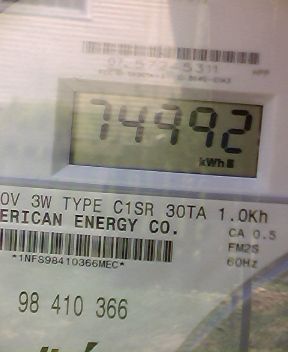 74992
kWh
0V 3W TYPE C1SR 30TA 1.0Kh
ERICAN ENERGY CO.
CA 0.5
FM2S
*1NFS98410366MEC*
60Hz
98 410 366